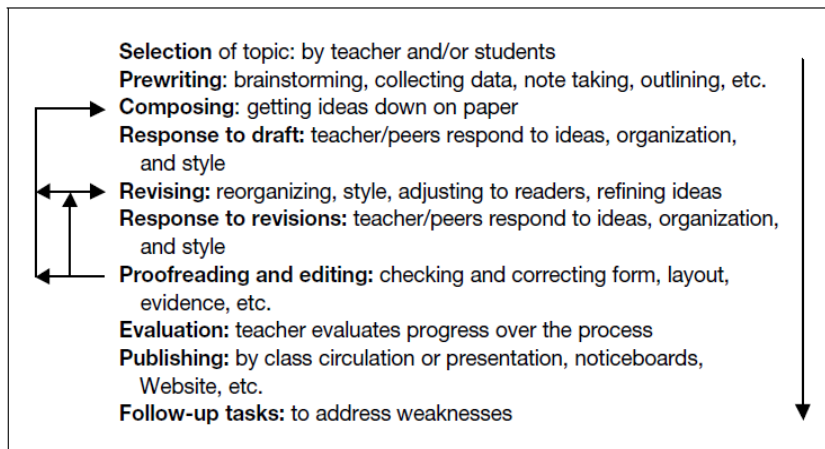 Selection of topic: by teacher and/or students
Prewriting: brainstorming, collecting data, note taking, outlining, etc.
Composing: getting ideas down on paper
Response to draft: teacher/peers respond to ideas, organization,
and style
Revising: reorganizing, style, adjusting to readers, refining ideas
Response to revisions: teacher/peers respond to ideas, organization,
and style
Proofreading and editing: checking and correcting form, layout,
evidence, etc.
Evaluation: teacher evaluates progress over the process
Publishing: by class circulation or presentation, noticeboards,
Website, etc.
Follow-up tasks: to address weaknesses